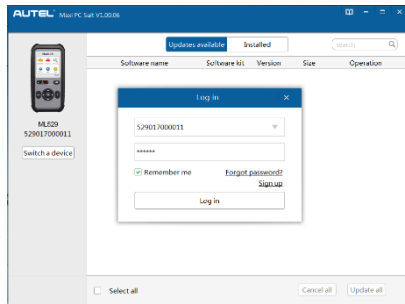 AUTEL Maxi PC Suit V1.00.06
Updates available Installed
search
Software name Software kit Version Size Operation
ML629
529017000011
Switch a device
Log in
529017000011
******
Remember me Forgot password?
Sign up
Log in
Select all Cancel all Update all